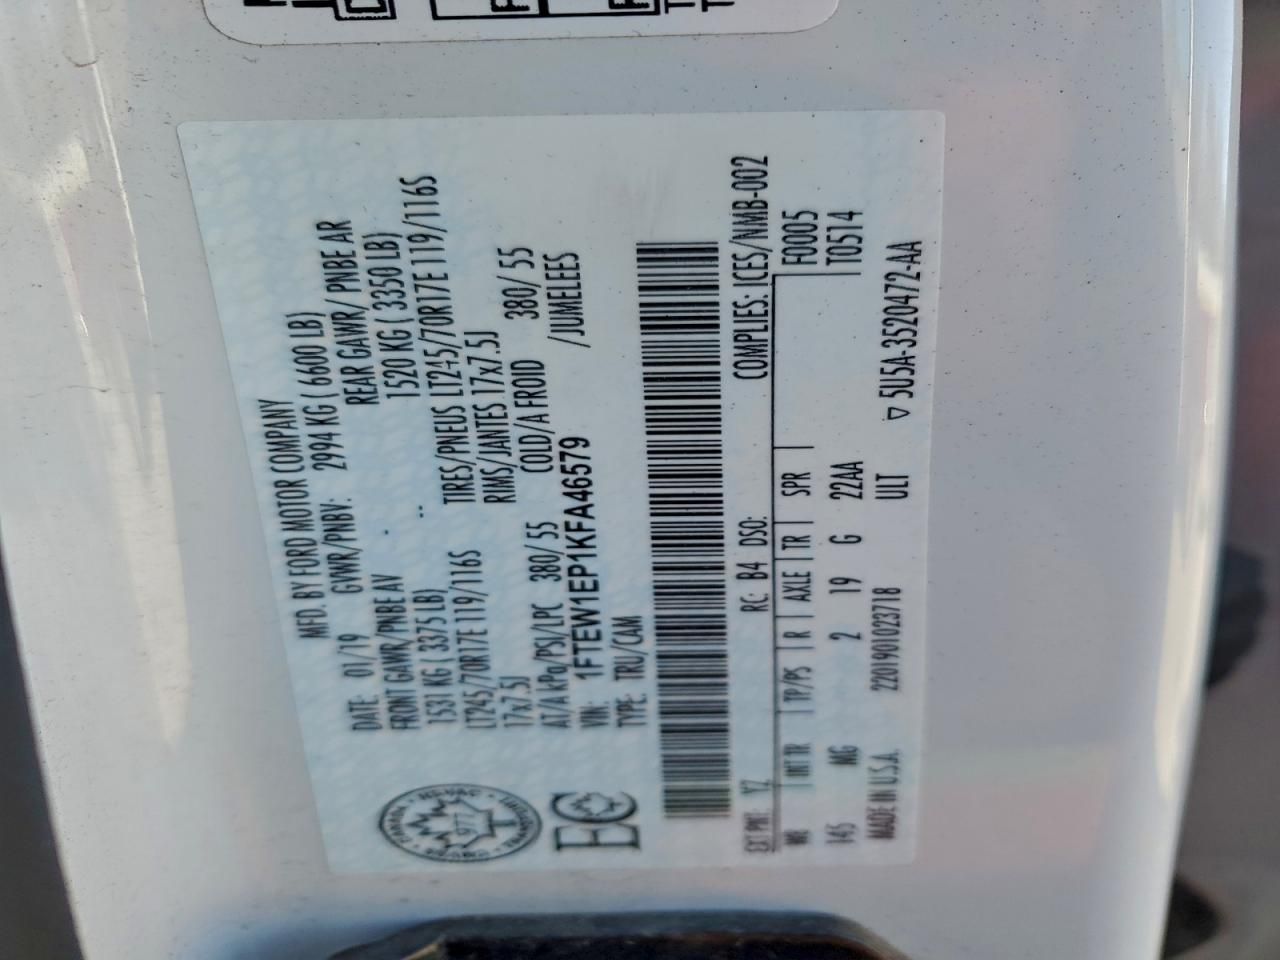 MFD. BY FORD MOTOR COMPANY
DATE: 01/19 GVWR/PNBV: 2994 KG ( 6600 LB)
FRONT GAWR/PNBE AV REAR GAWR/ PNBE AR
1531 KG ( 3375 LB) 1520 KG ( 3350 LB)
LT245/70R17E 119/116S TIRES/PNEUS LT245/70R17E 119/116S
17x7.5J RIMS/JANTES 17x7.5J
AT/A kPa/PSI/LPC 380/ 55 COLD/A FROID 380/ 55
VIN: 1FTEW1EP1KFA46579 /JUMELEES
TYPE: TRU/CAM
EC
COMPLIES: ICES/NMB-002
EXT PNT: YZ RC: B4 DSO: F0005
WB INT TR TP/PS R AXLE TR SPR T0514
145 MG 2 19 G 22AA
MADE IN U.S.A. 220190102371B ULT
5U5A-3520472-AA